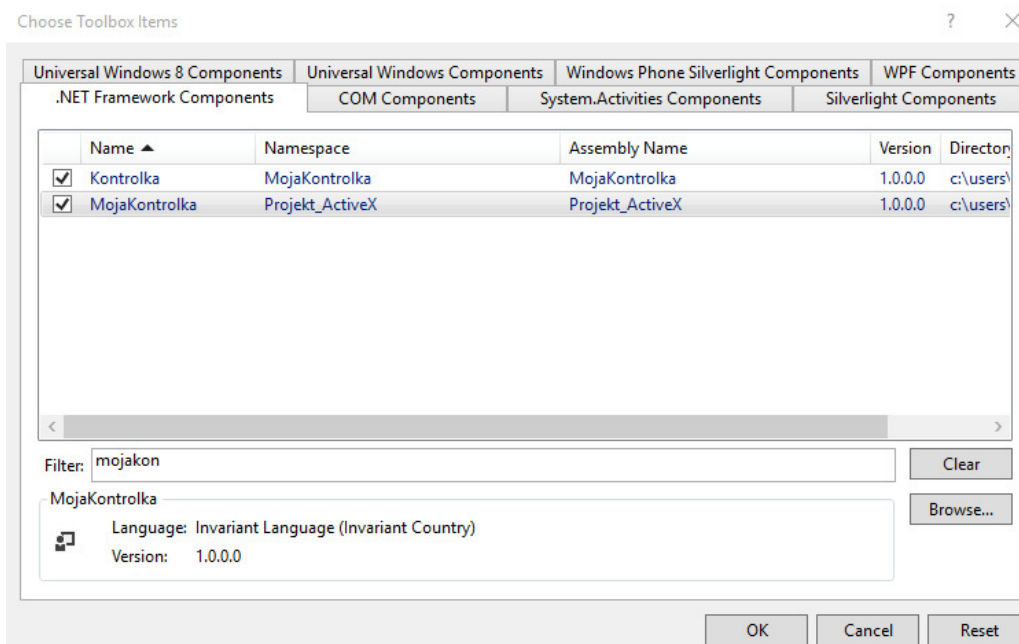 Choose Toolbox Items ?
Universal Windows 8 Components Universal Windows Components Windows Phone Silverlight Components WPF Components
.NET Framework Components COM Components System.Activities Components Silverlight Components
Name Namespace Assembly Name Version Directory
Kontrolka MojaKontrolka MojaKontrolka 1.0.0.0 c:\users\
MojaKontrolka Projekt_ActiveX Projekt_ActiveX 1.0.0.0 c:\users\
Filter: mojakon Clear
MojaKontrolka
Browse...
Language: Invariant Language (Invariant Country)
Version: 1.0.0.0
OK Cancel Reset